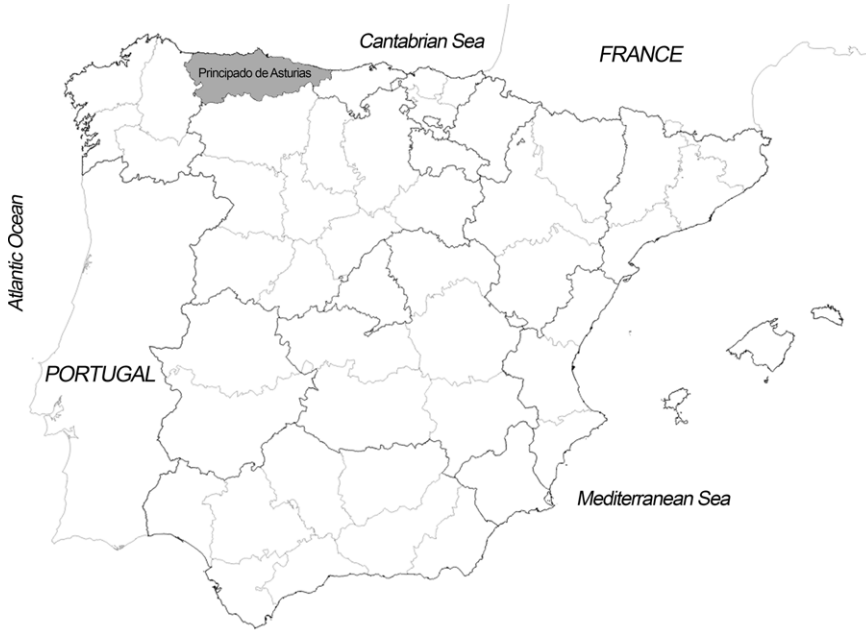 Cantabrian Sea
FRANCE
Principado de Asturias
Atlantic Ocean
PORTUGAL
Mediterranean Sea